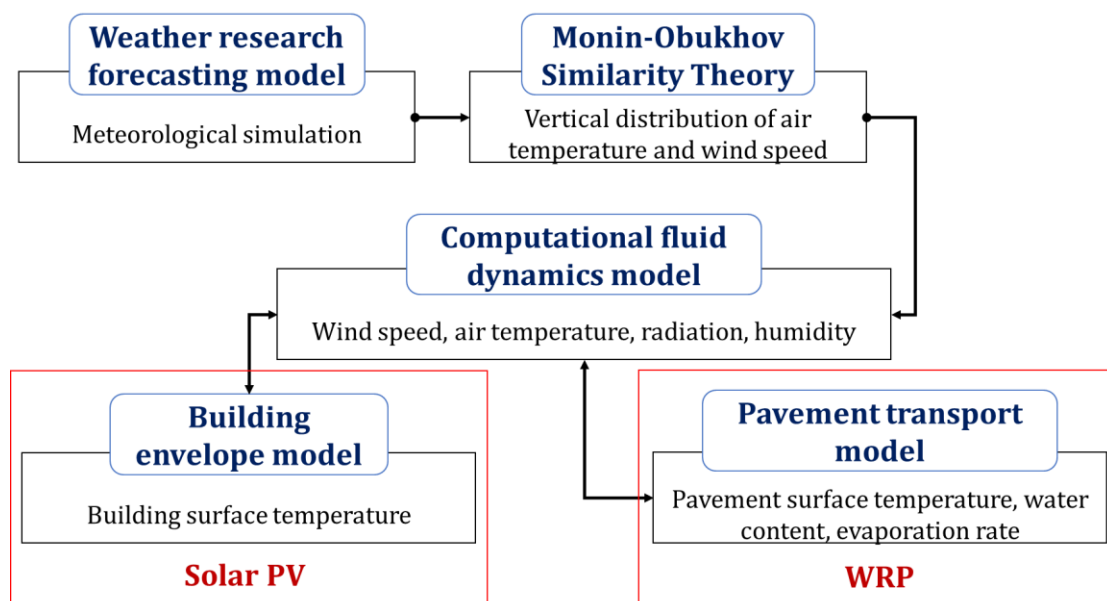 Weather research
forecasting model
Meteorological simulation
Monin-Obukhov
Similarity Theory
Vertical distribution of air
temperature and wind speed
Computational fluid
dynamics model
Wind speed, air temperature, radiation, humidity
Building
envelope model
Building surface temperature
Solar PV
Pavement transport
model
Pavement surface temperature, water
content, evaporation rate
WRP